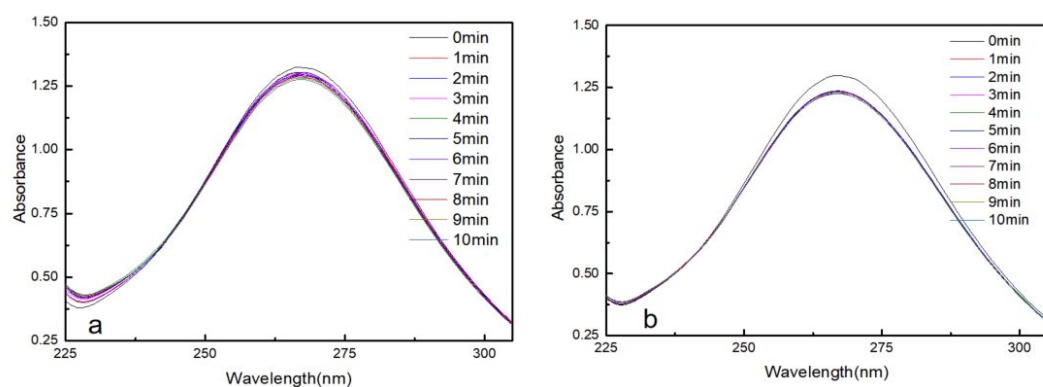 1.50
1.25
1.00
0.75
0.50
0.25
Absorbance
225
250
275
300
Wavelength(nm)
a
0min
1min
2min
3min
4min
5min
6min
7min
8min
9min
10min
1.50
1.25
1.00
0.75
0.50
0.25
Absorbance
225
250
275
300
Wavelength(nm)
b
0min
1min
2min
3min
4min
5min
6min
7min
8min
9min
10min